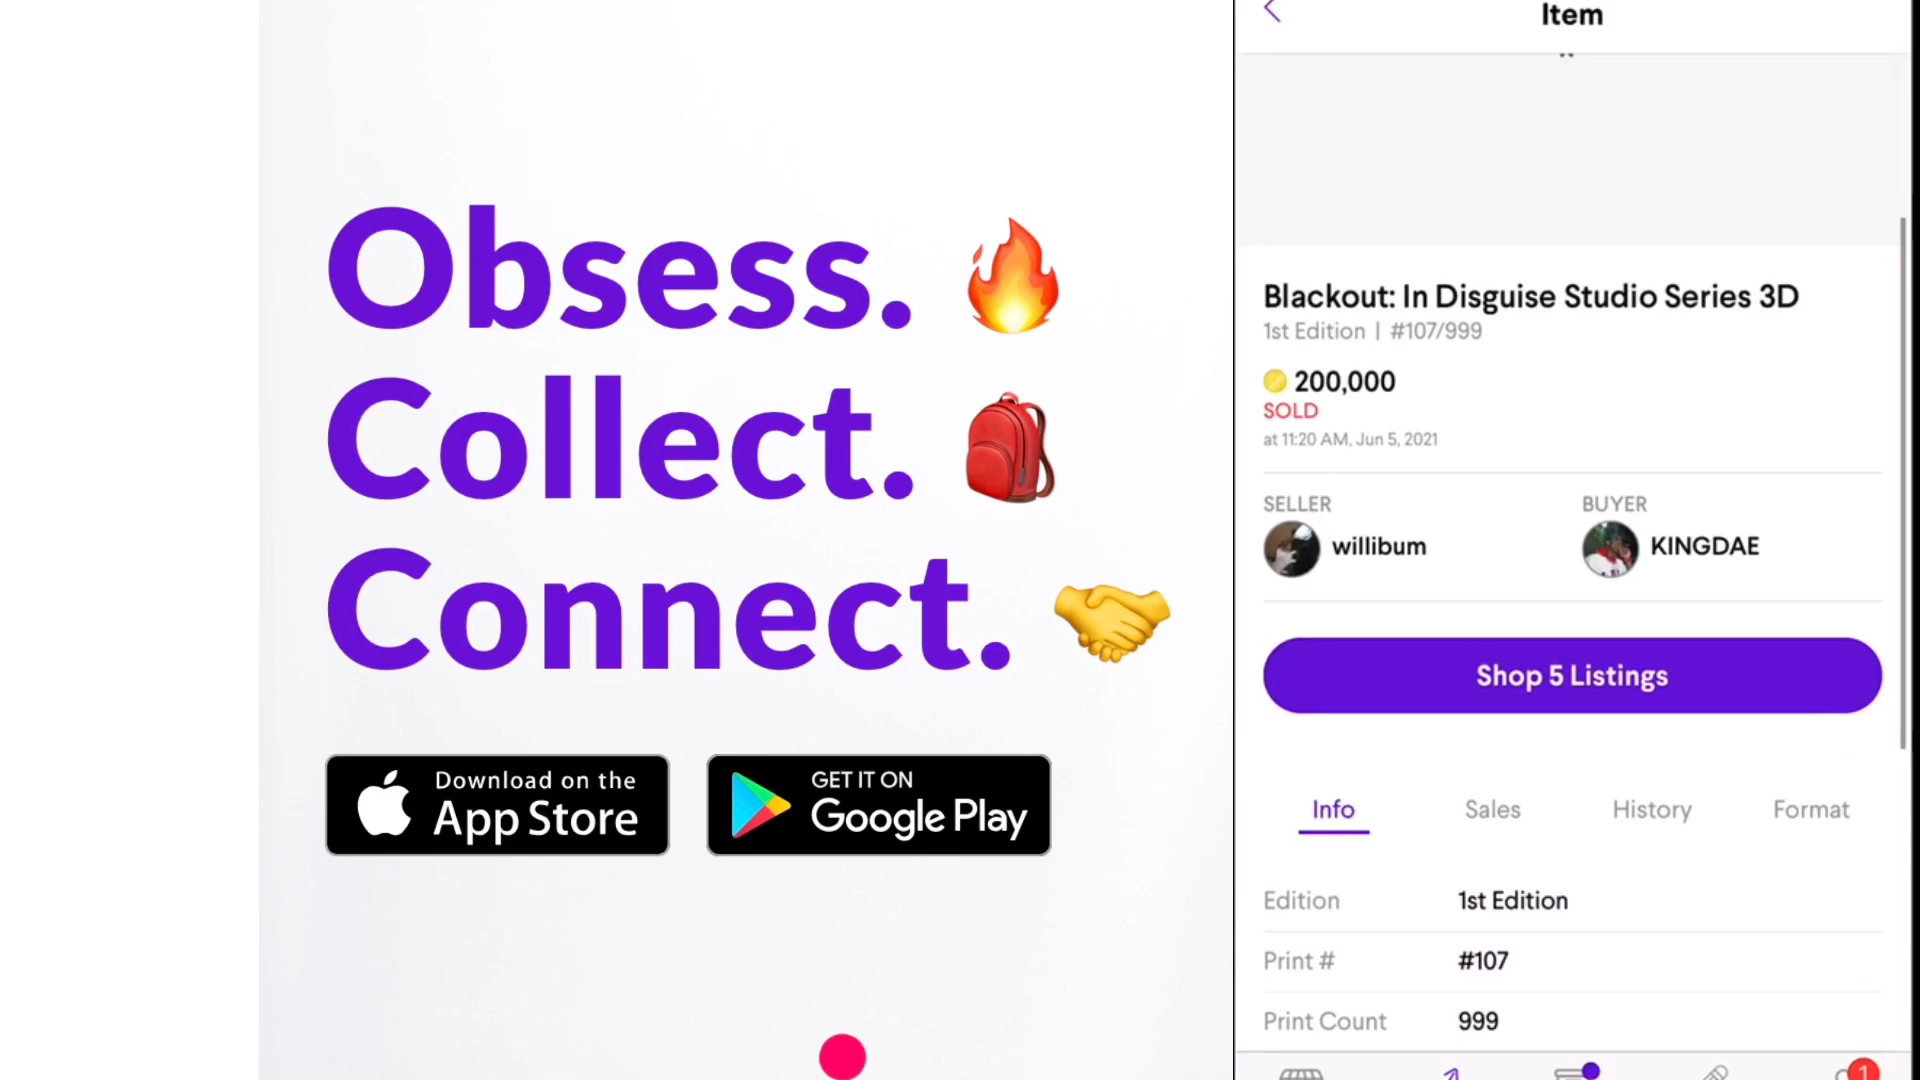 Obsess.
Collect.
Connect.
Download on the
App Store
GET IT ON
Google Play
Item
Blackout: In Disguise Studio Series 3D
1st Edition | #107/999
200,000
SOLD
at 11:20 AM, Jun 5, 2021
SELLER
BUYER
willibum
KINGDAE
Shop 5 Listings
Info Sales History Format
Edition 1st Edition
Print # #107
Print Count 999
1